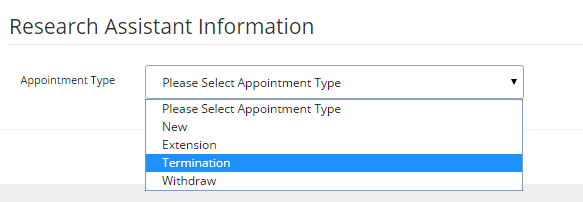 Research Assistant Information
Appointment Type
Please Select Appointment Type
Please Select Appointment Type
New
Extension
Termination
Withdraw